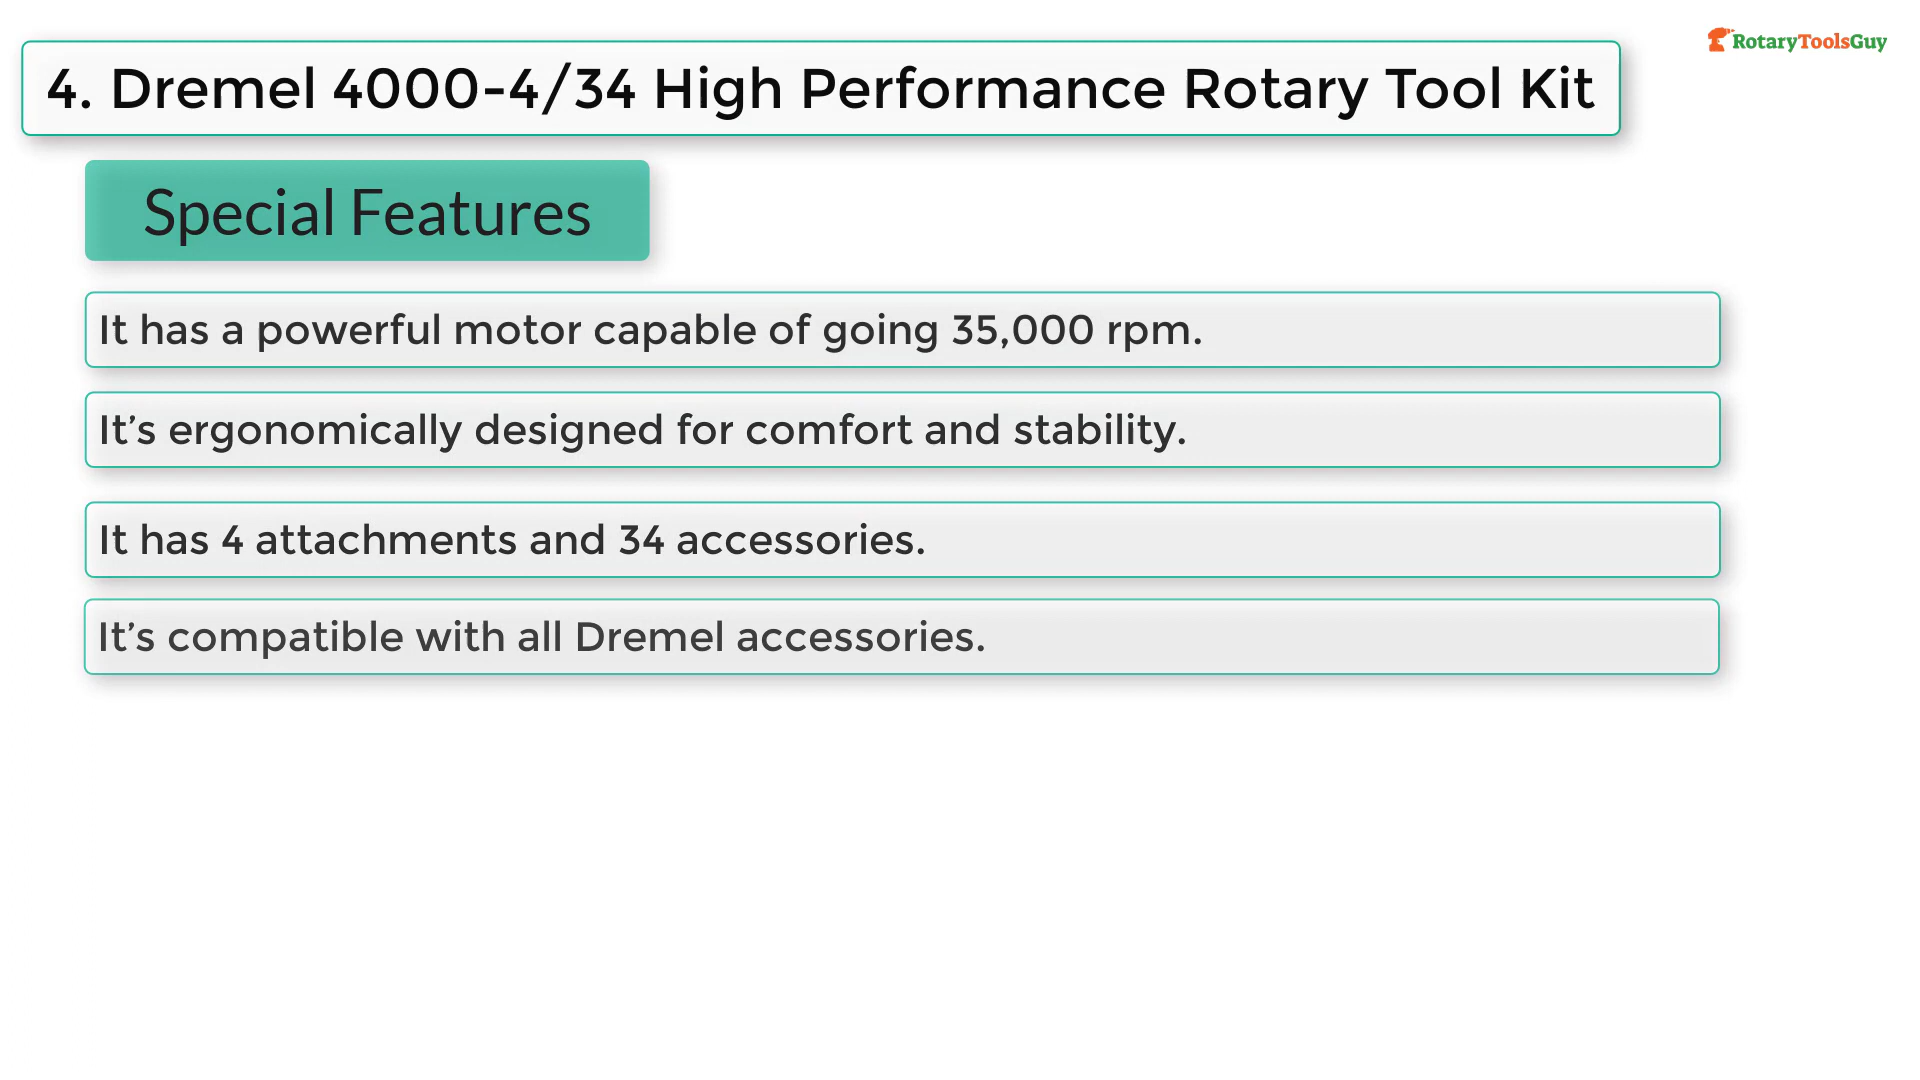 RotaryToolsGuy
4. Dremel 4000-4/34 High Performance Rotary Tool Kit
Special Features
It has a powerful motor capable of going 35,000 rpm.
It’s ergonomically designed for comfort and stability.
It has 4 attachments and 34 accessories.
It’s compatible with all Dremel accessories.